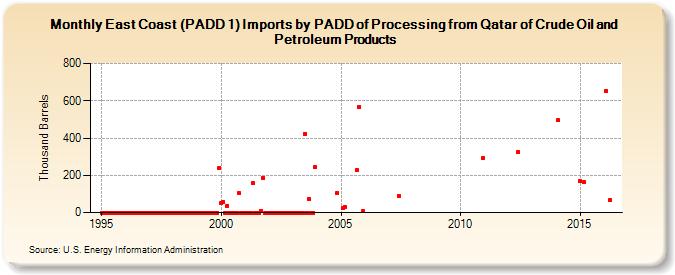 Monthly East Coast (PADD 1) Imports by PADD of Processing from Qatar of Crude Oil and
Petroleum Products
Thousand Barrels
800
600
400
200
0
1995
2000
2005
2010
2015
Source: U.S. Energy Information Administration